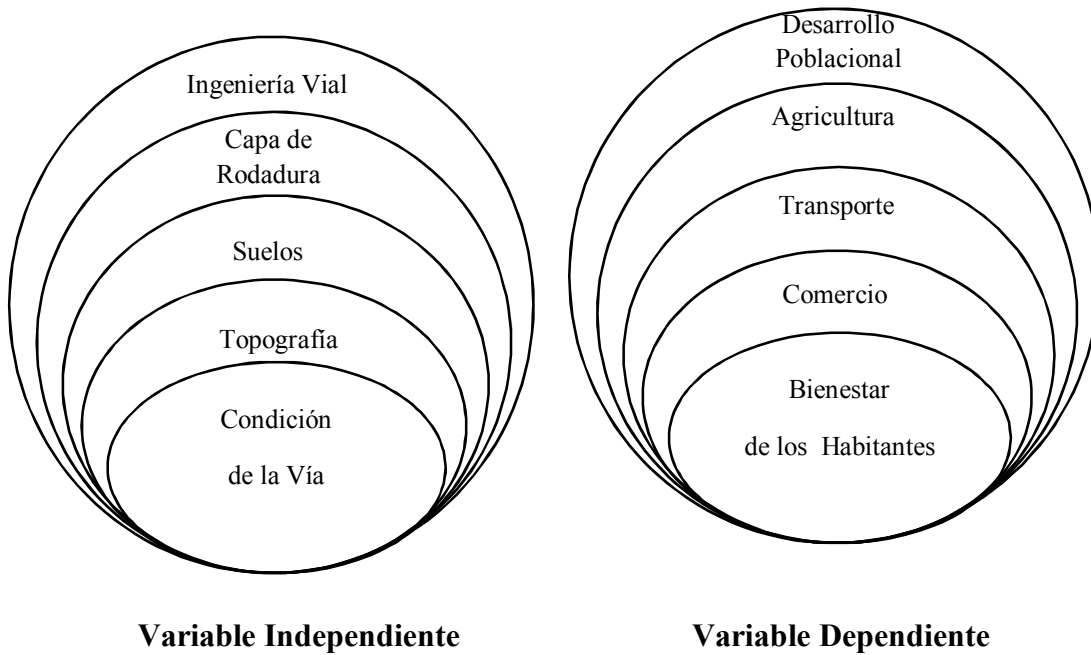 Ingeniería Vial
Capa de
Rodadura
Suelos
Topografía
Condición
de la Vía
Variable Independiente
Desarrollo
Poblacional
Agricultura
Transporte
Comercio
Bienestar
de los Habitantes
Variable Dependiente